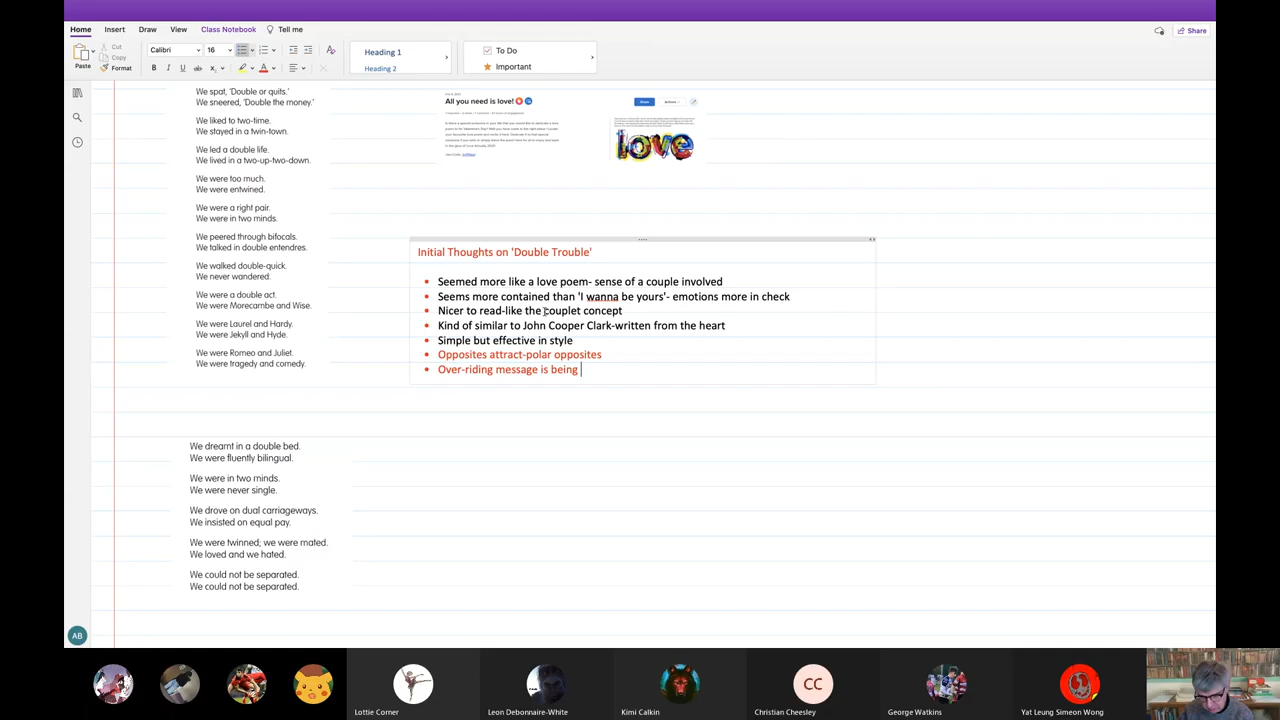 Home Insert Draw View Class Notebook Tell me
Share
Paste
Cut
Copy
Format
Calibri 16
B I U ab x A
Heading 1
Heading 2
To Do
Important
We spat, 'Double or quits.'
We sneered, 'Double the money.'
We liked to two-time.
We stayed in a twin-town.
We led a double life.
We lived in a two-up-two-down.
We were too much.
We were entwined.
We were a right pair.
We were in two minds.
We peered through bifocals.
We talked in double entendres.
We walked double-quick.
We never wandered.
We were a double act.
We were Morecambe and Wise.
We were Laurel and Hardy.
We were Jekyll and Hyde.
We were Romeo and Juliet.
We were tragedy and comedy.
All you need is love!
love
Initial Thoughts on 'Double Trouble'
Seemed more like a love poem- sense of a couple involved
Seems more contained than 'I wanna be yours'- emotions more in check
Nicer to read-like the couplet concept
Kind of similar to John Cooper Clark-written from the heart
Simple but effective in style
Opposites attract-polar opposites
Over-riding message is being
We dreamt in a double bed.
We were fluently bilingual.
We were in two minds.
We were never single.
We drove on dual carriageways.
We insisted on equal pay.
We were twinned; we were mated.
We loved and we hated.
We could not be separated.
We could not be separated.
AB
CC
Lottie Corner
Leon Debonnaire-White
Kimi Calkin
Christian Cheesley
George Watkins
Yat Leung Simeon Wong